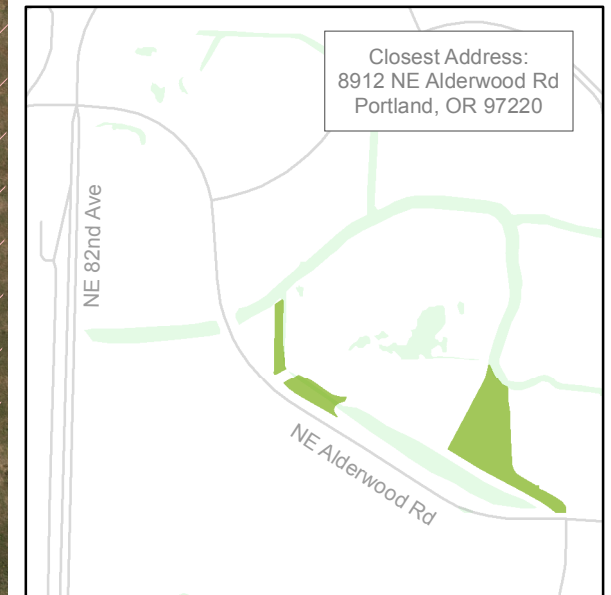 Closest Address:
8912 NE Alderwood Rd
Portland, OR 97220
NE 82nd Ave
NE Alderwood Rd